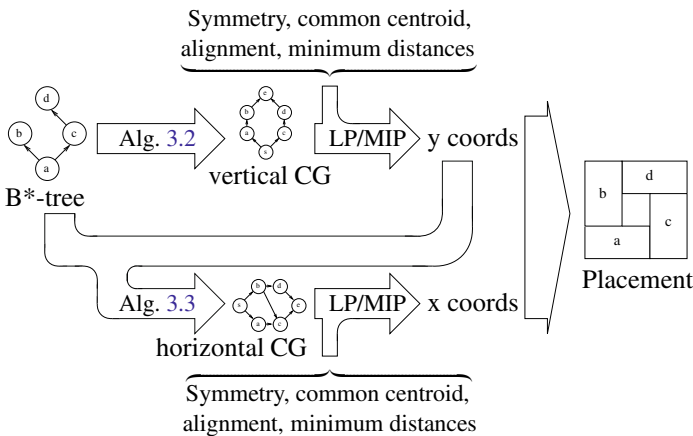 Symmetry, common centroid,
alignment, minimum distances
d
b
c
a
B*-tree
Alg. 3.2
e
b
d
a
c
s
vertical CG
LP/MIP
y coords
Alg. 3.3
b
d
s
e
a
c
horizontal CG
LP/MIP
x coords
d
b
c
a
Placement
Symmetry, common centroid,
alignment, minimum distances